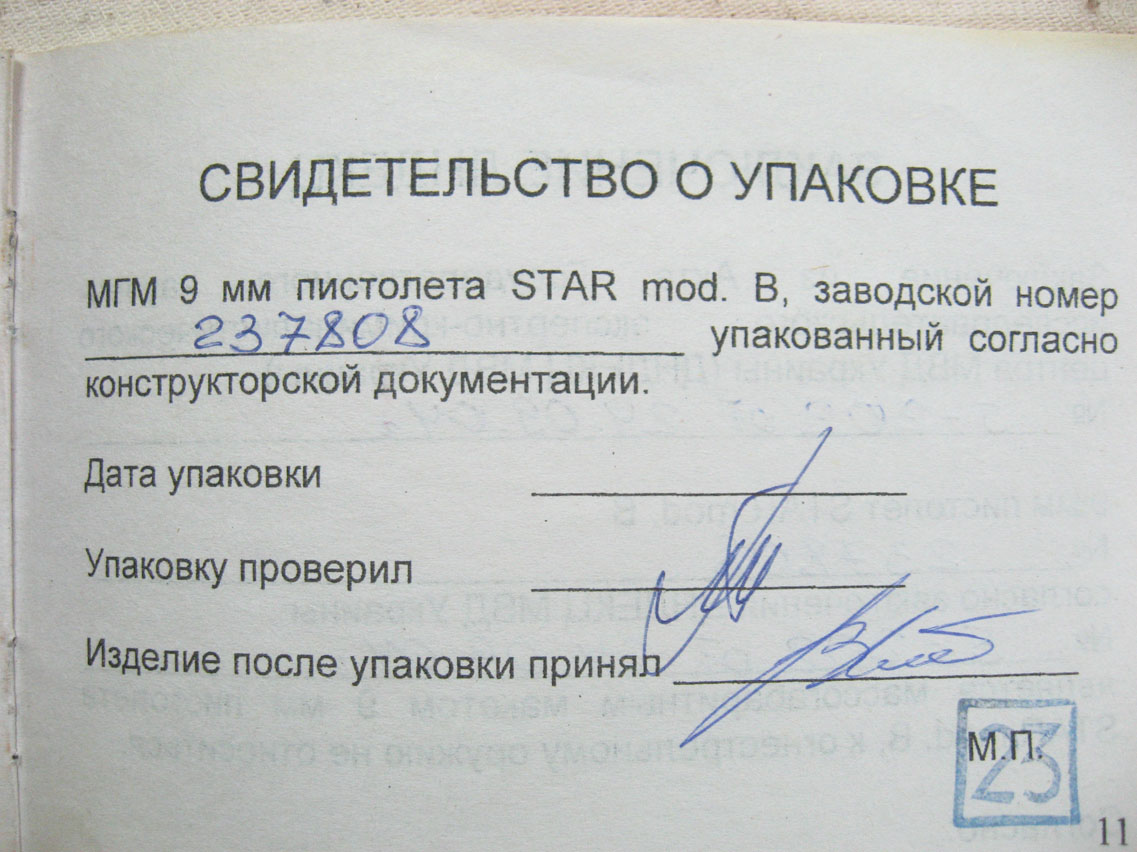 СВИДЕТЕЛЬСТВО О УПАКОВКЕ
МГМ 9 мм пистолета STAR mod. B, заводской номер
237808 упакованный согласно
конструкторской документации.
Дата упаковки
Упаковку проверил
Изделие после упаковки принял
М.П.
23
11